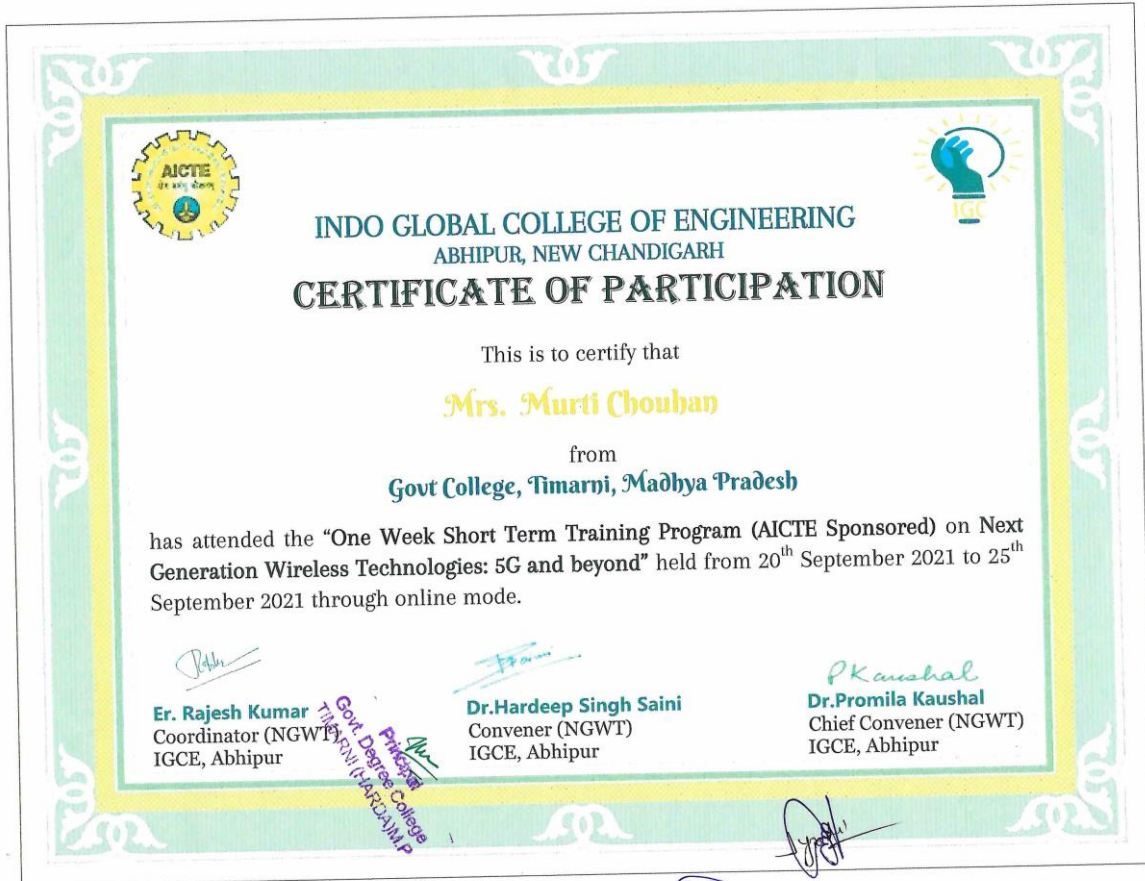 AICTE
INDO GLOBAL COLLEGE OF ENGINEERING
ABHIPUR, NEW CHANDIGARH
IGC
CERTIFICATE OF PARTICIPATION
This is to certify that
Mrs. Murti Chouhan
from
Govt College, Timarni, Madhya Pradesh
has attended the “One Week Short Term Training Program (AICTE Sponsored) on Next
Generation Wireless Technologies: 5G and beyond” held from 20th September 2021 to 25th
September 2021 through online mode.
PKaushal
Er. Rajesh Kumar
Coordinator (NGWT)
IGCE, Abhipur
Dr.Hardeep Singh Saini
Convener (NGWT)
IGCE, Abhipur
Dr.Promila Kaushal
Chief Convener (NGWT)
IGCE, Abhipur
Principal
Govt. Degree College
TIMARNI (HARDA)M.P